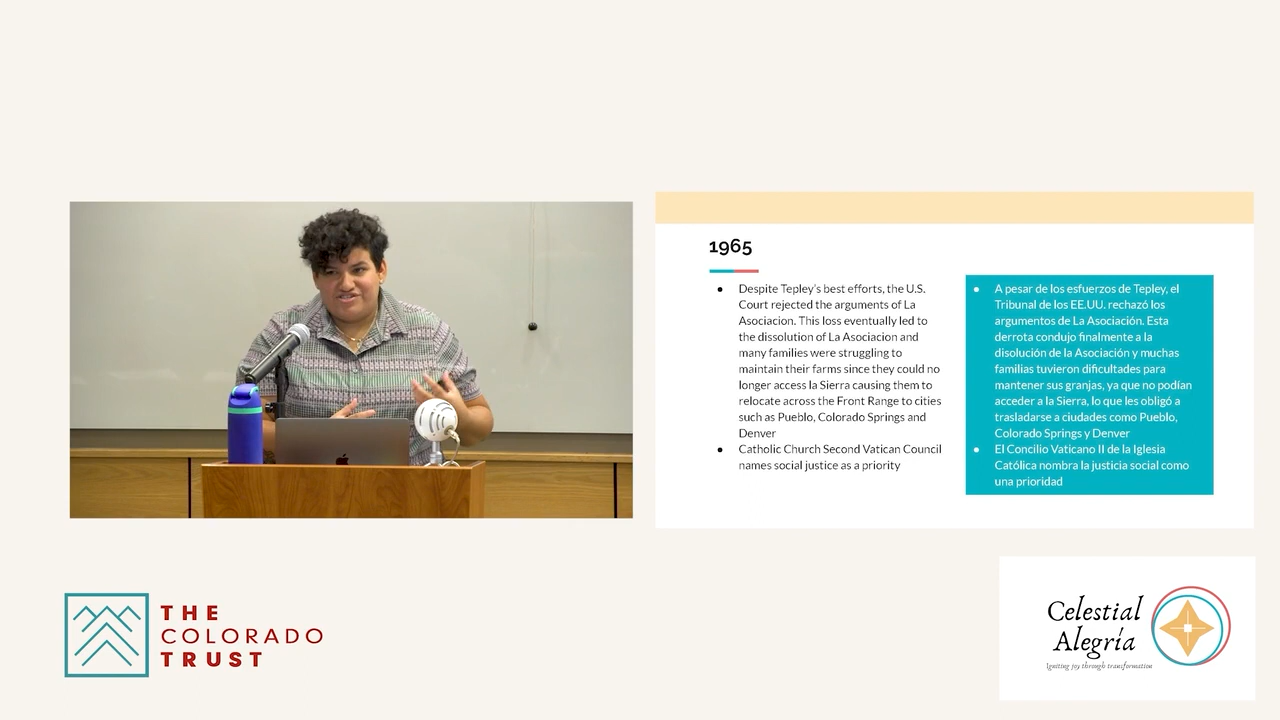 1965
● Despite Tepley's best efforts, the U.S.
Court rejected the arguments of La
Asociacion. This loss eventually led to
the dissolution of La Asociacion and
many families were struggling to
maintain their farms since they could no
longer access la Sierra causing them to
relocate across the Front Range to cities
such as Pueblo, Colorado Springs and
Denver
● Catholic Church Second Vatican Council
names social justice as a priority
● A pesar de los esfuerzos de Tepley, el
Tribunal de los EE.UU. rechazó los
argumentos de La Asociación. Esta
derrota condujo finalmente a la
disolución de la Asociación y muchas
familias tuvieron dificultades para
mantener sus granjas, ya que no podían
acceder a la Sierra, lo que les obligó a
trasladarse a ciudades como Pueblo,
Colorado Springs y Denver
● El Concilio Vaticano II de la Iglesia
Católica nombra la justicia social como
una prioridad
THE
COLORADO
TRUST
Celestial
Alegría
Igniting joy through transformation